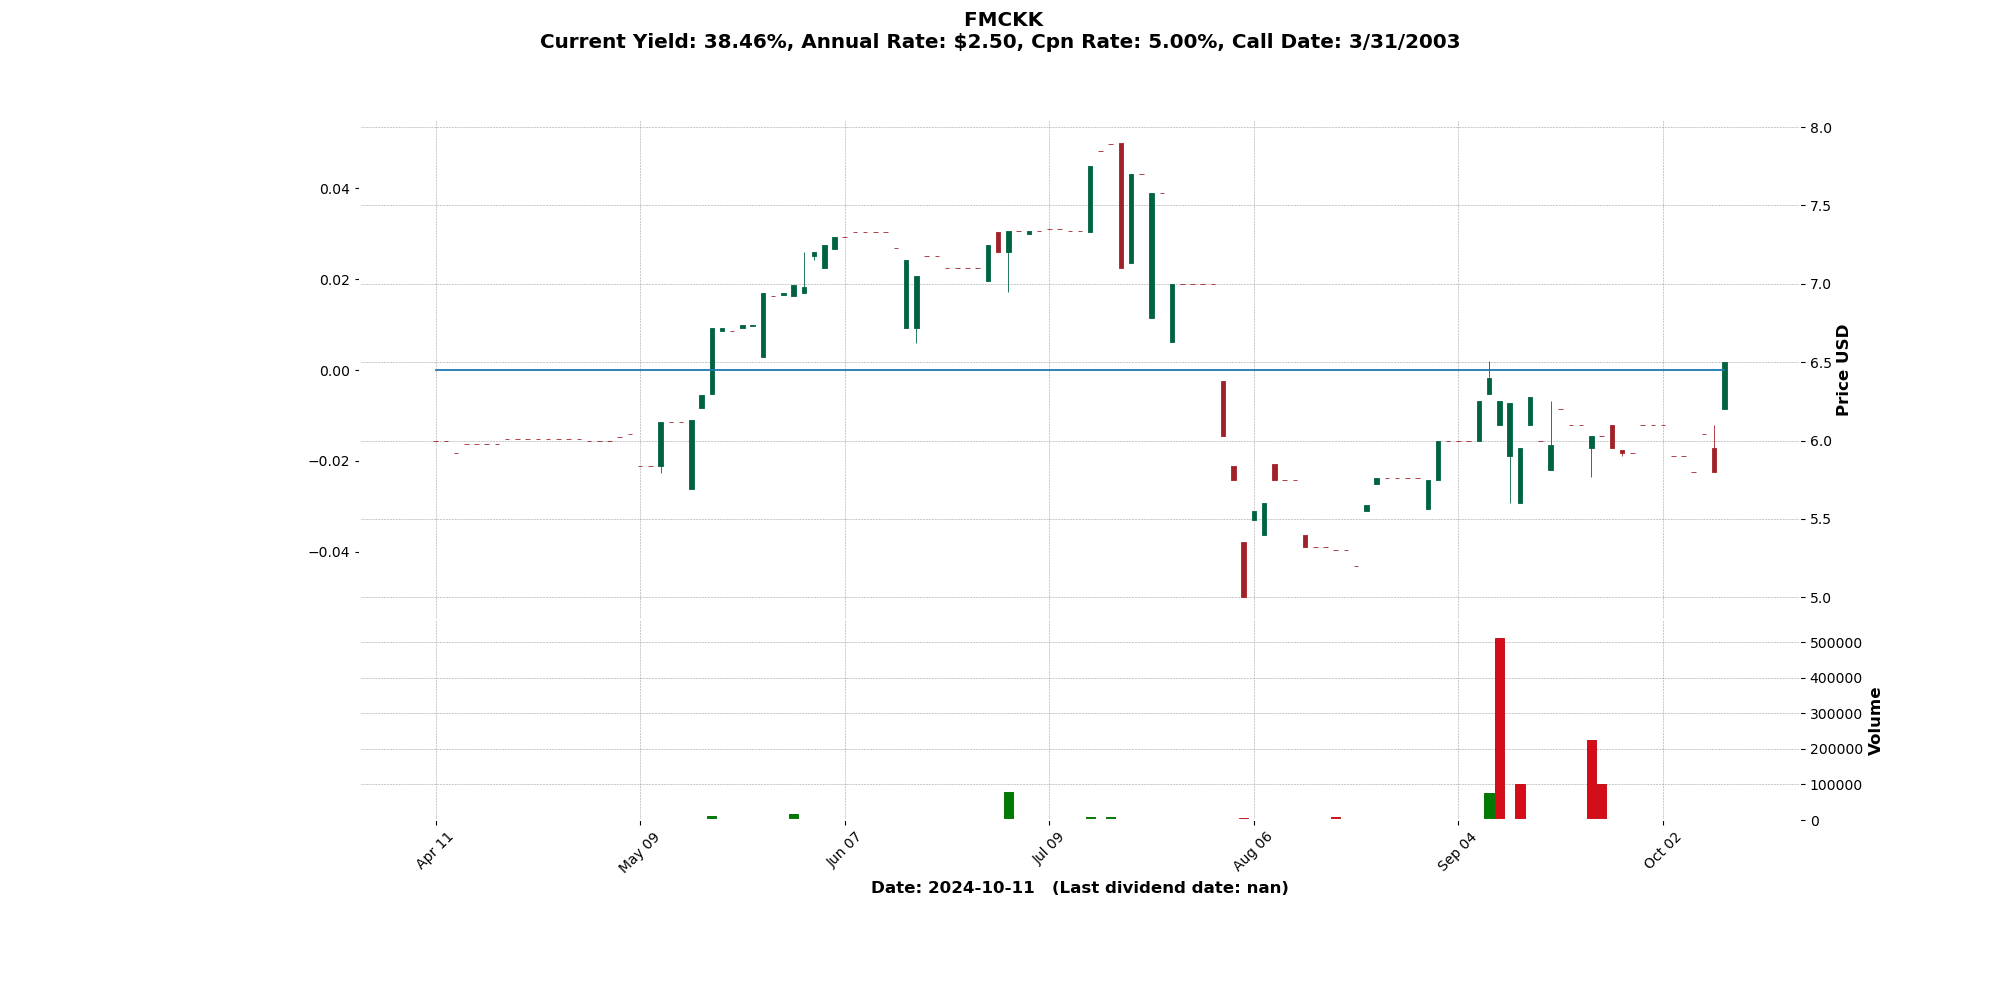 FMCKK
Current Yield: 38.46%, Annual Rate: $2.50, Cpn Rate: 5.00%, Call Date: 3/31/2003
0.04
0.02
0.00
−0.02
−0.04
8.0
7.5
7.0
6.5
6.0
5.5
5.0
Price USD
500000
400000
300000
200000
100000
0
Volume
Apr 11
May 09
Jun 07
Jul 09
Aug 06
Sep 04
Oct 02
Date: 2024-10-11   (Last dividend date: nan)